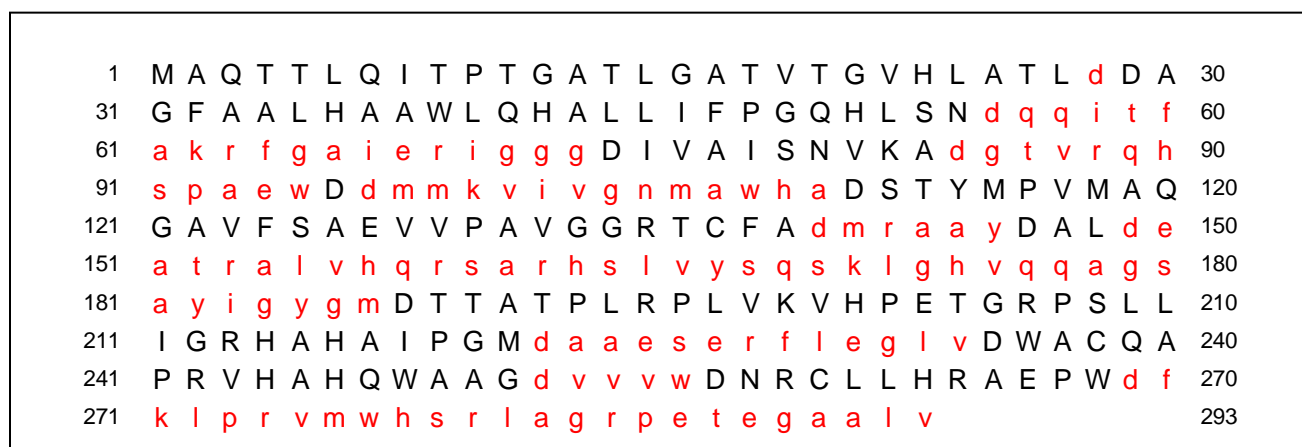 1 M A Q T T L Q I T P T G A T L G A T V T G V H L A T L d D A 30
31 G F A A L H A A W L Q H A L L I F P G Q H L S N d q q i t f 60
61 a k r f g a i e r i g g g D I V A I S N V K A d g t v r q h 90
91 s p a e w D d m m k v i v g n m a w h a D S T Y M P V M A Q 120
121 G A V F S A E V V P A V G G R T C F A d m r a a y D A L d e 150
151 a t r a l v h q r s a r h s l v y s q s k l g h v q q a g s 180
181 a y i g y g m D T T A T P L R P L V K V H P E T G R P S L L 210
211 I G R H A H A I P G M d a a e s e r f l e g l v D W A C Q A 240
241 P R V H A H Q W A A G d v v v w D N R C L L H R A E P W d f 270
271 k l p r v m w h s r l a g r p e t e g a a l v 293